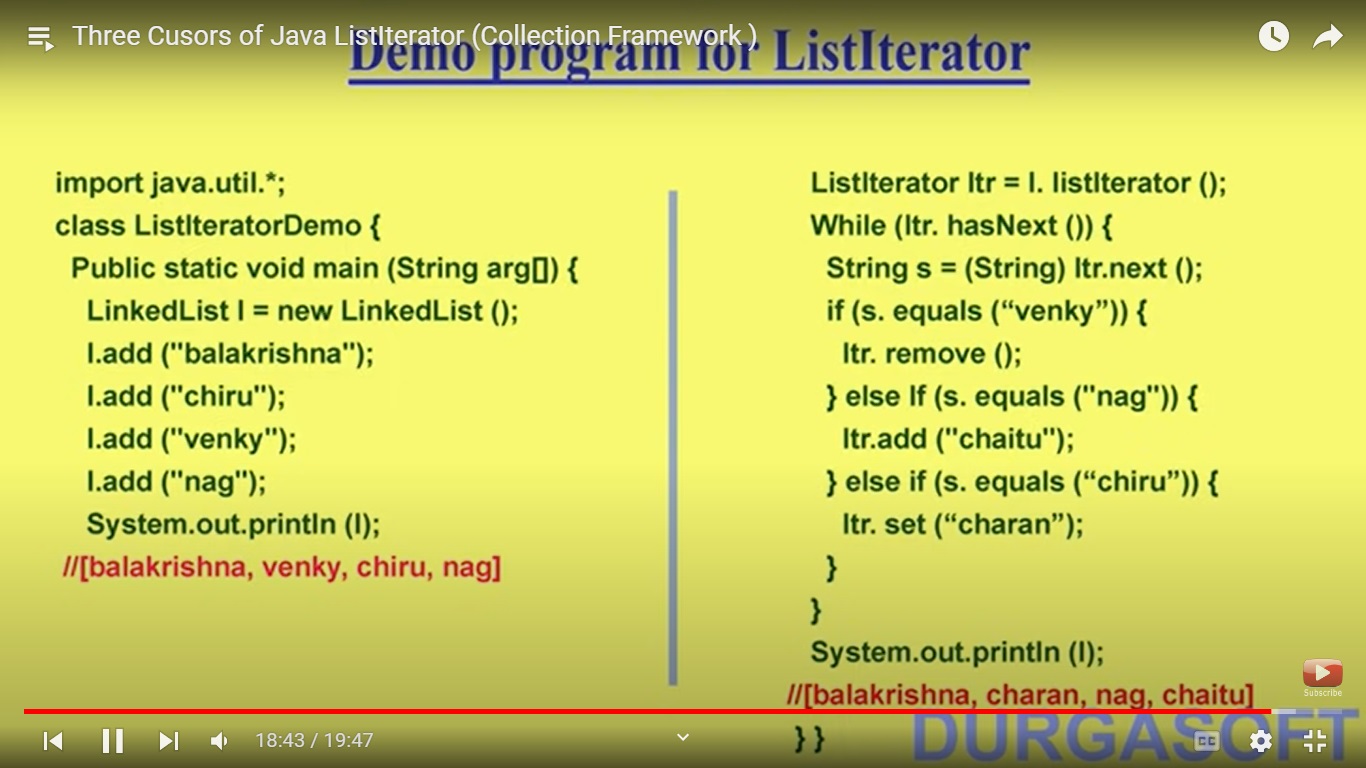 Three Cusors of Java ListIterator (Collection Framework )
Demo program for ListIterator
import java.util.*;
class ListIteratorDemo {
Public static void main (String arg[]) {
LinkedList l = new LinkedList ();
l.add ("balakrishna");
l.add ("chiru");
l.add ("venky");
l.add ("nag");
System.out.println (l);
//[balakrishna, venky, chiru, nag]
ListIterator ltr = l. listIterator ();
While (ltr. hasNext ()) {
String s = (String) ltr.next ();
if (s. equals (“venky”)) {
ltr. remove ();
} else If (s. equals ("nag")) {
ltr.add ("chaitu");
} else if (s. equals (“chiru”)) {
ltr. set (“charan”);
}
}
System.out.println (l);
//[balakrishna, charan, nag, chaitu]
} }
Subscribe
DURGASOFT
18:43 / 19:47
CC